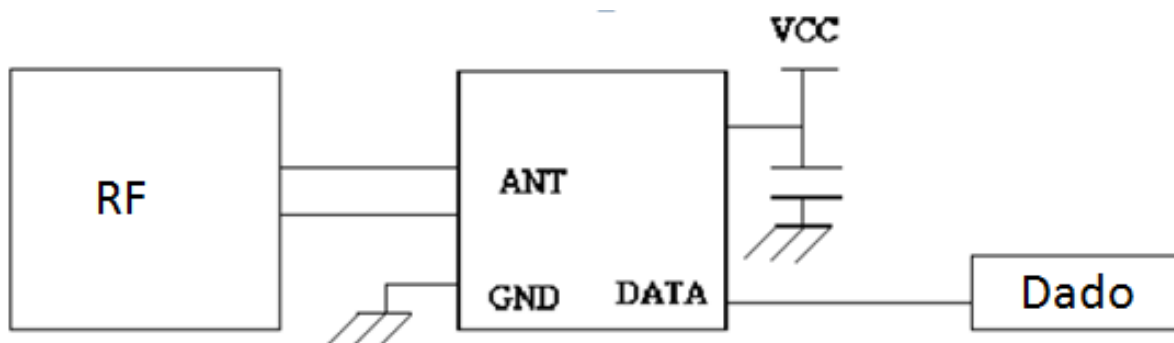 VCC
RF
ANT
GND
DATA
Dado